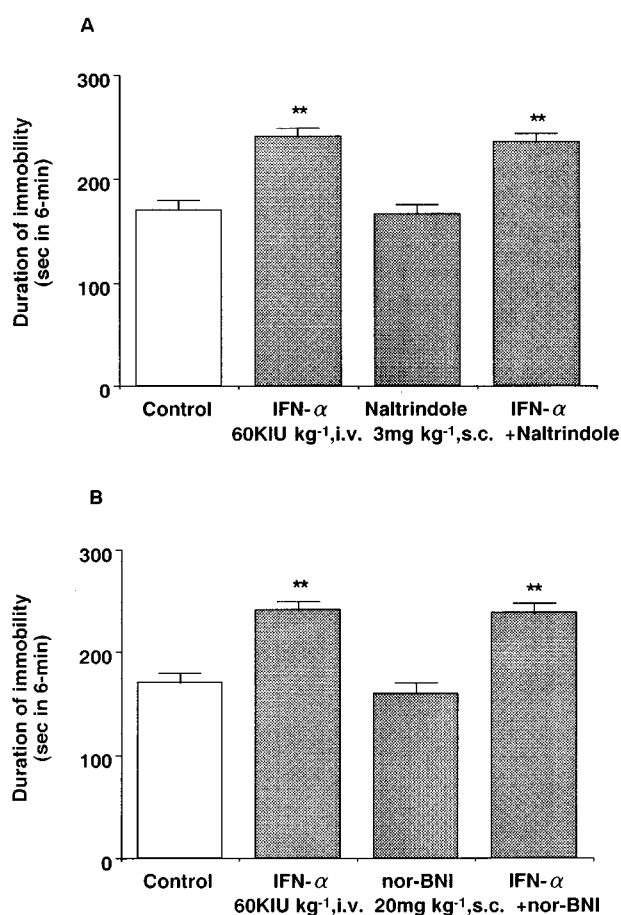 A
300
200
100
0
Duration of immobility
(sec in 6-min)
**
**
Control IFN-α Naltrindole IFN-α
60KIU kg-1,i.v. 3mg kg-1,s.c. +Naltrindole
B
300
200
100
0
Duration of immobility
(sec in 6-min)
**
**
Control IFN-α nor-BNI IFN-α
60KIU kg-1,i.v. 20mg kg-1,s.c. +nor-BNI